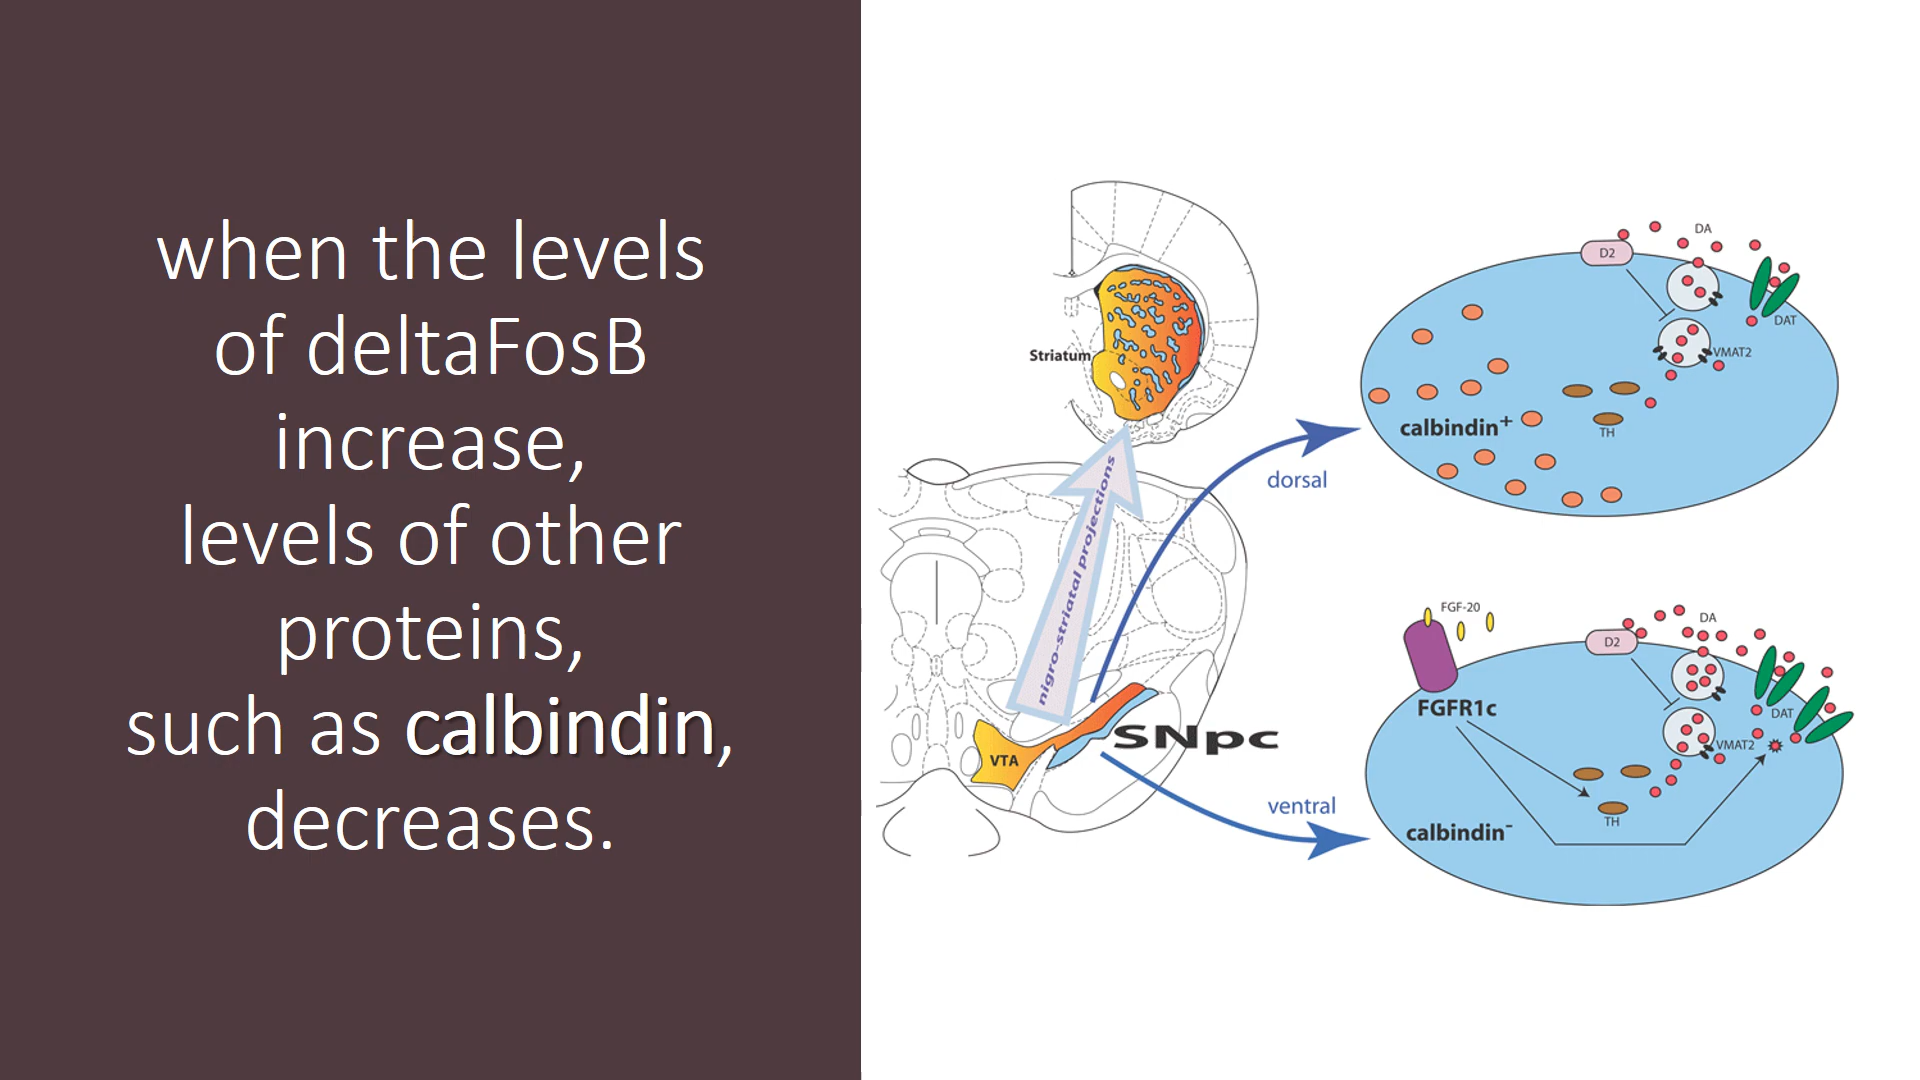 when the levels
of deltaFosB
increase,
levels of other
proteins,
such as calbindin,
decreases.
Striatum
nigro-striatal projections
VTA
SNpc
dorsal
ventral
D2
DA
DAT
VMAT2
TH
calbindin+
FGF-20
FGFR1c
D2
DA
DAT
VMAT2
TH
calbindin-